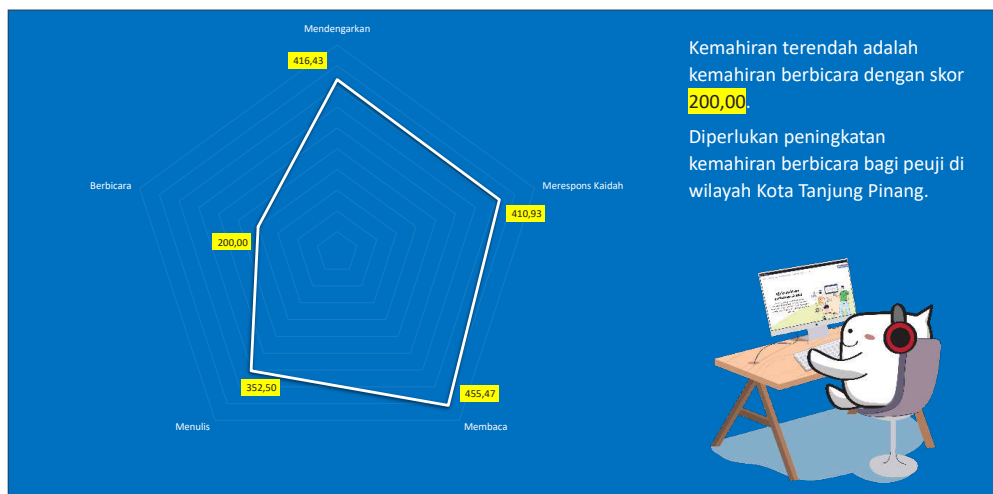 Mendengarkan
416,43
Merespons Kaidah
410,93
Membaca
455,47
Menulis
352,50
Berbicara
200,00
Kemahiran terendah adalah
kemahiran berbicara dengan skor
200,00.
Diperlukan peningkatan
kemahiran berbicara bagi peuji di
wilayah Kota Tanjung Pinang.